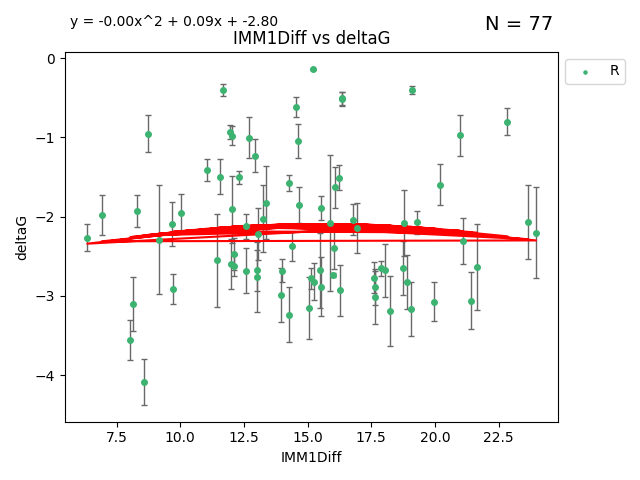 y = -0.00x^2 + 0.09x + -2.80
N = 77
IMM1Diff vs deltaG
R
deltaG
0
−1
−2
−3
−4
7.5 10.0 12.5 15.0 17.5 20.0 22.5
IMM1Diff